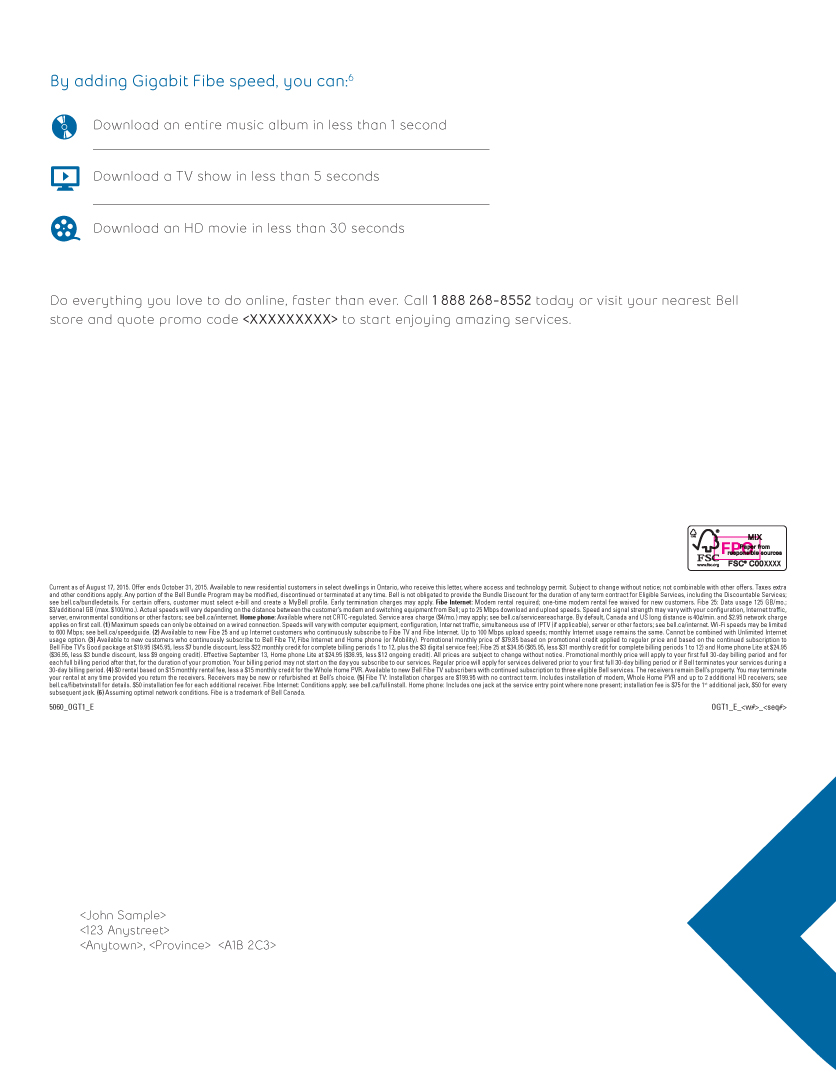 By adding Gigabit Fibe speed, you can:6
Download an entire music album in less than 1 second
Download a TV show in less than 5 seconds
Download an HD movie in less than 30 seconds
Do everything you love to do online, faster than ever. Call 1 888 268-8552 today or visit your nearest Bell
store and quote promo code <XXXXXXXXX> to start enjoying amazing services.
MIX
FPO
Paper from
responsible sources
FSC
www.fsc.org
FSC® C00XXXX
Current as of August 17, 2015. Offer ends October 31, 2015. Available to new residential customers in select dwellings in Ontario, who receive this letter, where access and technology permit. Subject to change without notice; not combinable with other offers. Taxes extra
and other conditions apply. Any portion of the Bell Bundle Program may be modified, discontinued or terminated at any time. Bell is not obligated to provide the Bundle Discount for the duration of any term contract for Eligible Services, including the Discountable Services;
see bell.ca/bundledetails. For certain offers, customer must select e-bill and create a MyBell profile. Early termination charges may apply. Fibe Internet: Modem rental required; one-time modem rental fee waived for new customers. Fibe 25: Data usage 125 GB/mo.;
$3/additional GB (max. $100/mo.). Actual speeds will vary depending on the distance between the customer's modem and switching equipment from Bell; up to 25 Mbps download and upload speeds. Speed and signal strength may vary with your configuration, Internet traffic,
server, environmental conditions or other factors; see bell.ca/internet. Home phone: Available where not CRTC-regulated. Service area charge ($4/mo.) may apply; see bell.ca/serviceareacharge. By default, Canada and US long distance is 40¢/min. and $2.95 network charge
applies on first call. (1) Maximum speeds can only be obtained on a wired connection. Speeds will vary with computer equipment, configuration, Internet traffic, simultaneous use of IPTV (if applicable), server or other factors; see bell.ca/internet. Wi-Fi speeds may be limited
to 600 Mbps; see bell.ca/speedguide. (2) Available to new Fibe 25 and up Internet customers who continuously subscribe to Fibe TV and Fibe Internet. Up to 100 Mbps upload speeds; monthly Internet usage remains the same. Cannot be combined with Unlimited Internet
usage option. (3) Available to new customers who continuously subscribe to Bell Fibe TV, Fibe Internet and Home phone (or Mobility). Promotional monthly price of $79.85 based on promotional credit applied to regular price and based on the continued subscription to
Bell Fibe TV's Good package at $19.95 ($45.95, less $7 bundle discount, less $22 monthly credit for complete billing periods 1 to 12, plus the $3 digital service fee); Fibe 25 at $34.95 ($65.95, less $31 monthly credit for complete billing periods 1 to 12) and Home phone Lite at $24.95
($36.95, less $3 bundle discount, less $9 ongoing credit). Effective September 13, Home phone Lite at $24.95 ($36.95, less $12 ongoing credit). All prices are subject to change without notice. Promotional monthly price will apply to your first full 30-day billing period and for
each full billing period after that, for the duration of your promotion. Your billing period may not start on the day you subscribe to our services. Regular price will apply for services delivered prior to your first full 30-day billing period or if Bell terminates your services during a
30-day billing period. (4) $0 rental based on $15 monthly rental fee, less a $15 monthly credit for the Whole Home PVR. Available to new Bell Fibe TV subscribers with continued subscription to three eligible Bell services. The receivers remain Bell's property. You may terminate
your rental at any time provided you return the receivers. Receivers may be new or refurbished at Bell's choice. (5) Fibe TV: Installation charges are $199.95 with no contract term. Includes installation of modem, Whole Home PVR and up to 2 additional HD receivers; see
bell.ca/fibetvinstall for details. $50 installation fee for each additional receiver. Fibe Internet: Conditions apply; see bell.ca/fullinstall. Home phone: Includes one jack at the service entry point where none present; installation fee is $75 for the 1st additional jack, $50 for every
subsequent jack. (6) Assuming optimal network conditions. Fibe is a trademark of Bell Canada.
5060_OGT1_E
OGT1_E_<w#>_<seq#>
<John Sample>
<123 Anystreet>
<Anytown>, <Province> <A1B 2C3>